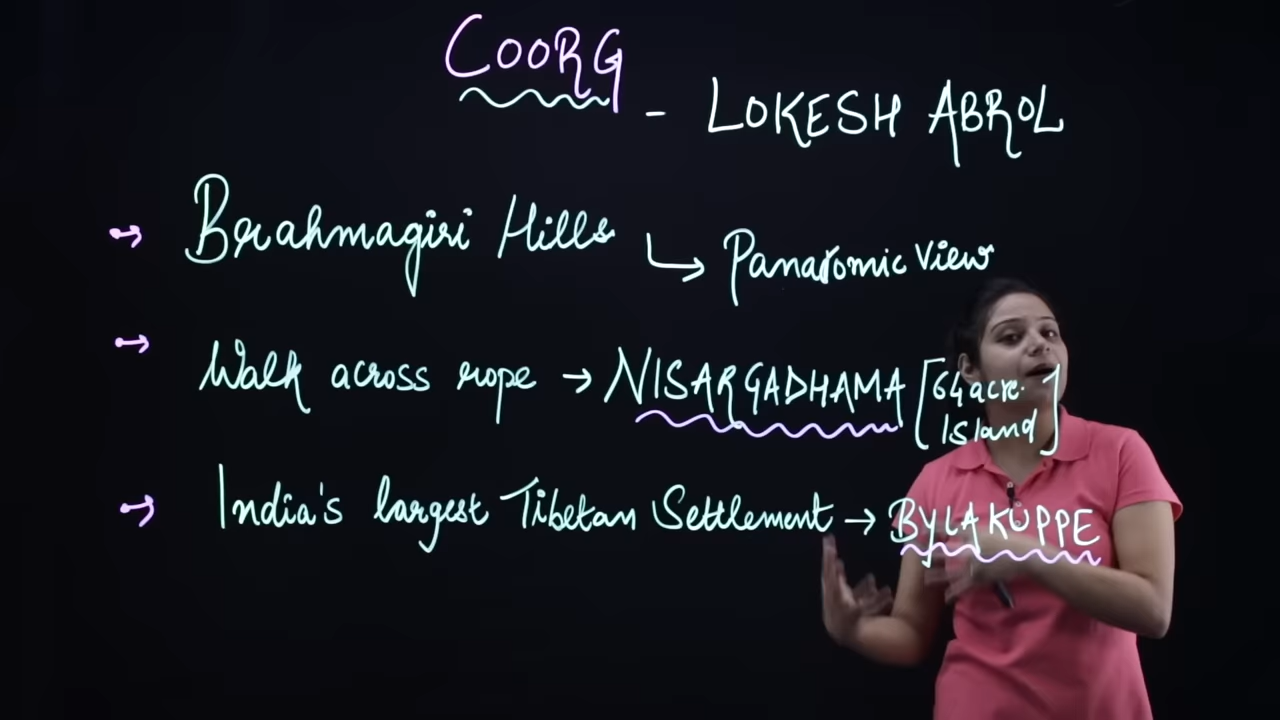 COORG
- LOKESH ABROL
→ Brahmagiri Hills ↳ Panaromic View
→ Walk across rope → NISARGADHAMA [64 acre. Island]
→ India's largest Tibetan Settlement → BYLAKUPPE